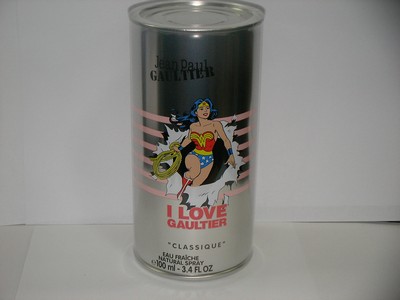 Jean Paul
GAULTIER
I LOVE
GAULTIER
"CLASSIQUE"
EAU FRAÎCHE
NATURAL SPRAY
e 100 ml - 3.4 FL OZ